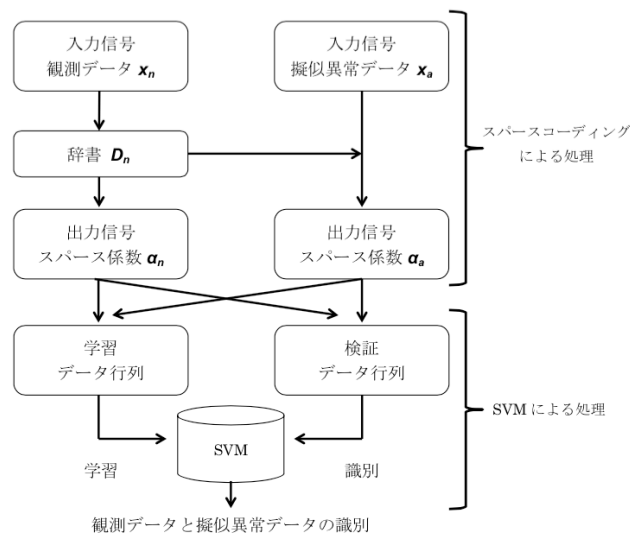 入力信号
観測データ xn
入力信号
擬似異常データ xa
辞書 Dn
スパースコーディング
による処理
出力信号
スパース係数 αn
出力信号
スパース係数 αa
学習
データ行列
検証
データ行列
SVM による処理
SVM
学習
識別
観測データと擬似異常データの識別